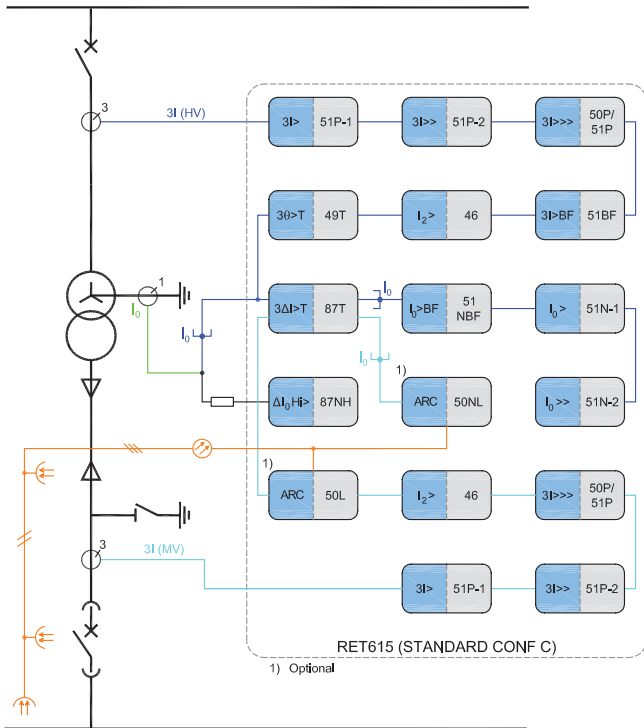 3
3I (HV)
3I> 51P-1
3I>> 51P-2
3I>>> 50P/
51P
3θ>T 49T
I2> 46
3I>BF 51BF
1
I0
I0
3ΔI>T 87T
I0
I0>BF 51
NBF
I0> 51N-1
I0
1)
ΔI0Hi> 87NH
ARC 50NL
I0>> 51N-2
1)
ARC 50L
I2> 46
3I>>> 50P/
51P
3
3I (MV)
3I> 51P-1
3I>> 51P-2
RET615 (STANDARD CONF C)
1) Optional